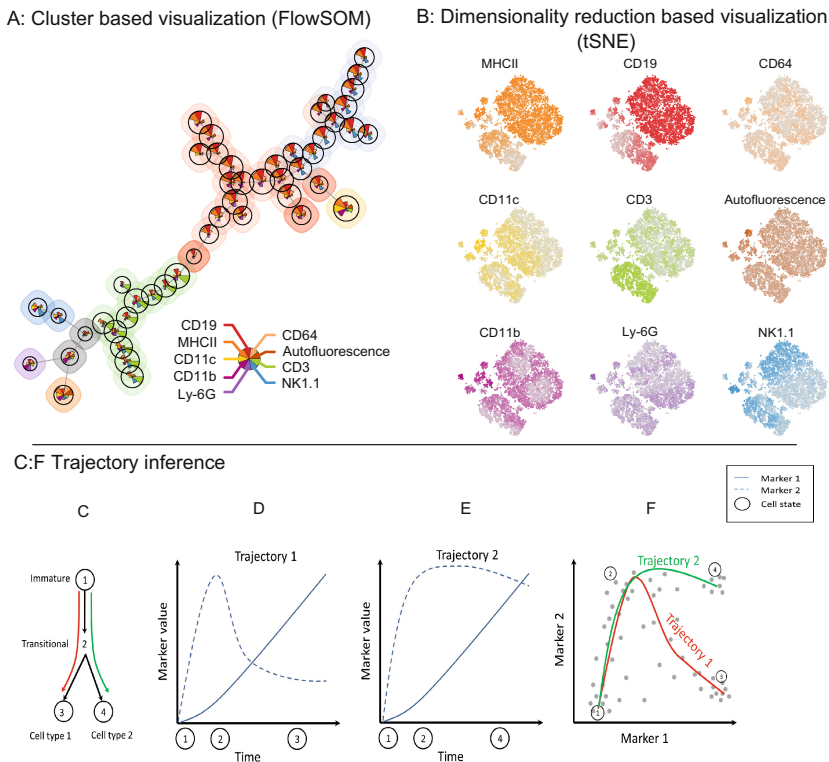 A: Cluster based visualization (FlowSOM)
CD19
MHCII
CD11c
CD11b
Ly-6G
CD64
Autofluorescence
CD3
NK1.1
B: Dimensionality reduction based visualization
(tSNE)
MHCII
CD19
CD64
CD11c
CD3
Autofluorescence
CD11b
Ly-6G
NK1.1
C:F Trajectory inference
Marker 1
Marker 2
Cell state
C
Immature
1
Transitional
2
3
4
Cell type 1
Cell type 2
D
Trajectory 1
Marker value
1
2
3
Time
E
Trajectory 2
Marker value
1
2
4
Time
F
Trajectory 2
Trajectory 1
2
4
3
1
Marker 2
Marker 1